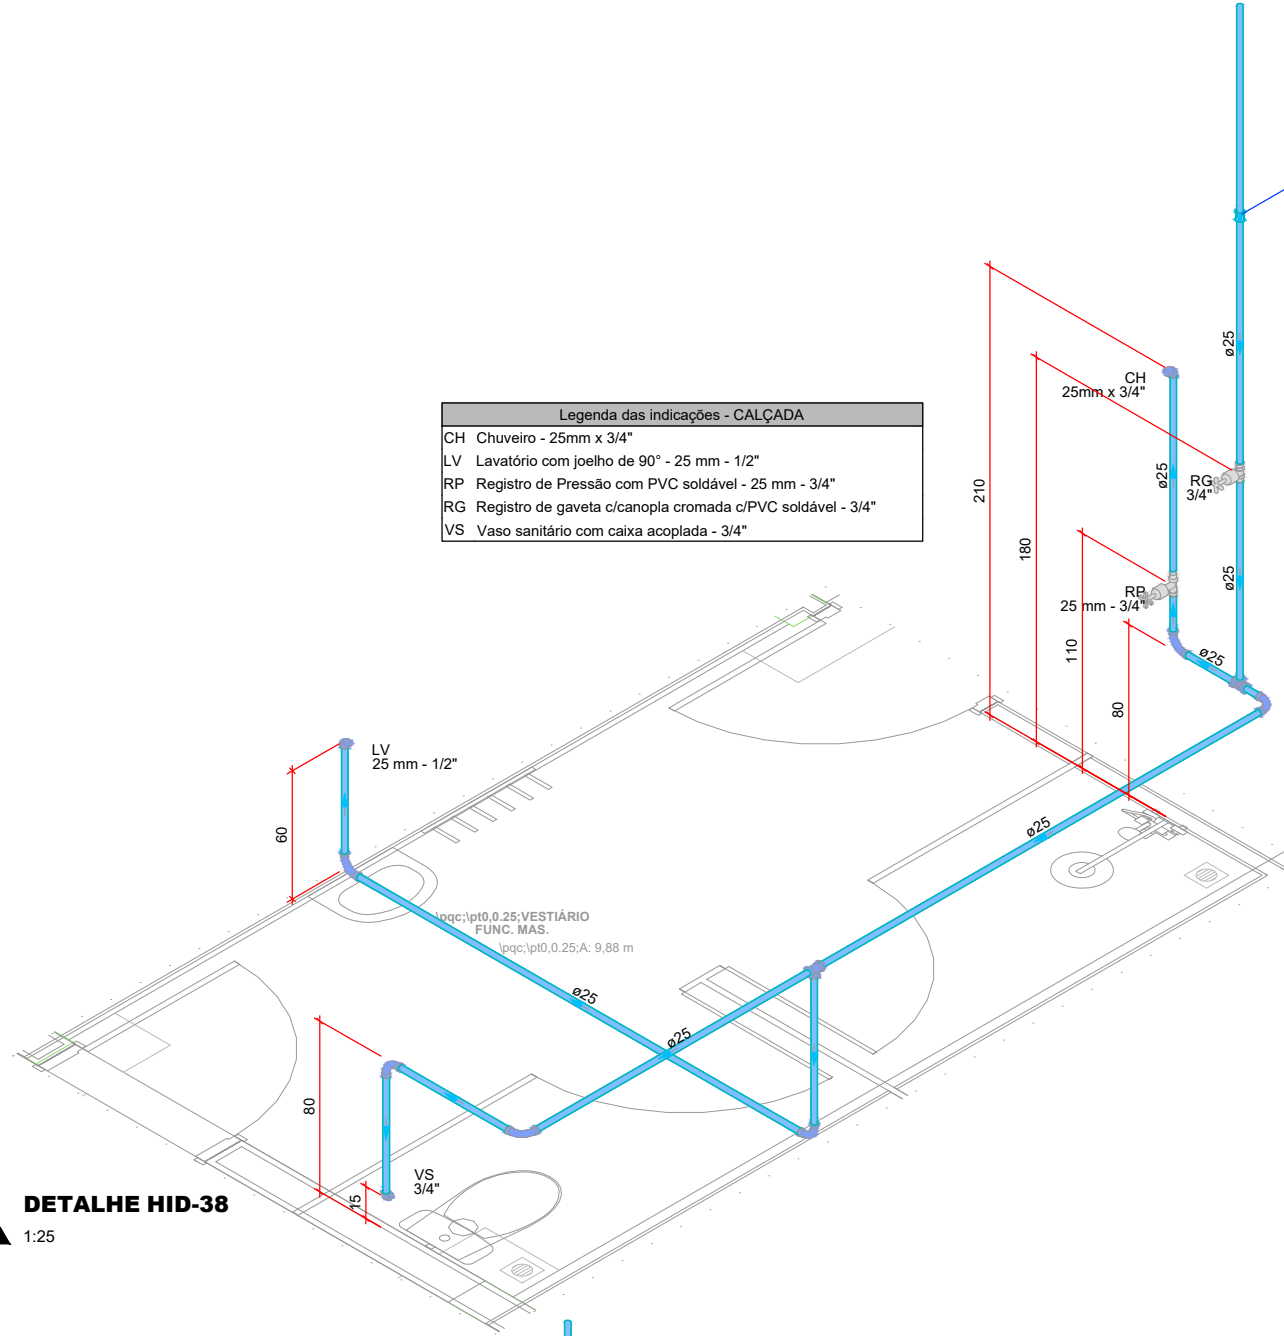 ø25
CH
25mm x 3/4"
Legenda das indicações - CALÇADA
CH Chuveiro - 25mm x 3/4"
LV Lavatório com joelho de 90° - 25 mm - 1/2"
RP Registro de Pressão com PVC soldável - 25 mm - 3/4"
RG Registro de gaveta c/canopla cromada c/PVC soldável - 3/4"
VS Vaso sanitário com caixa acoplada - 3/4"
210
ø25
RG
3/4"
180
ø25
RP
25 mm - 3/4"
110
ø25
80
LV
25 mm - 1/2"
60
ø25
\pqc;\pt0,0.25;VESTIÁRIO
FUNC. MAS.
\pqc;\pt0,0.25;A: 9,88 m
ø25
ø25
80
VS
3/4"
15
DETALHE HID-38
1:25